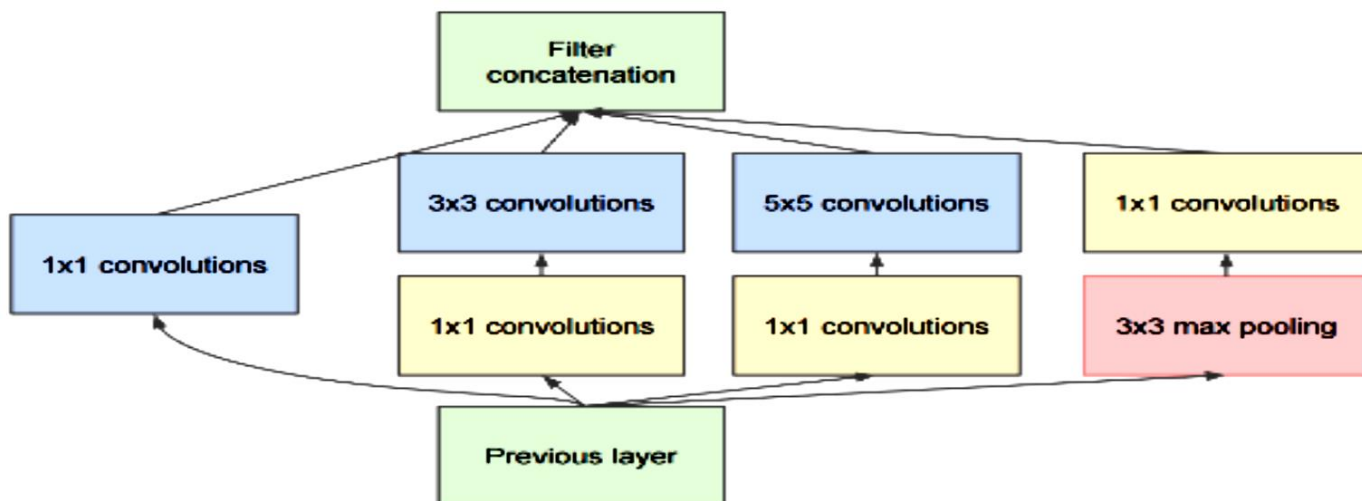 Filter
concatenation
3x3 convolutions
5x5 convolutions
1x1 convolutions
1x1 convolutions
1x1 convolutions
1x1 convolutions
3x3 max pooling
Previous layer